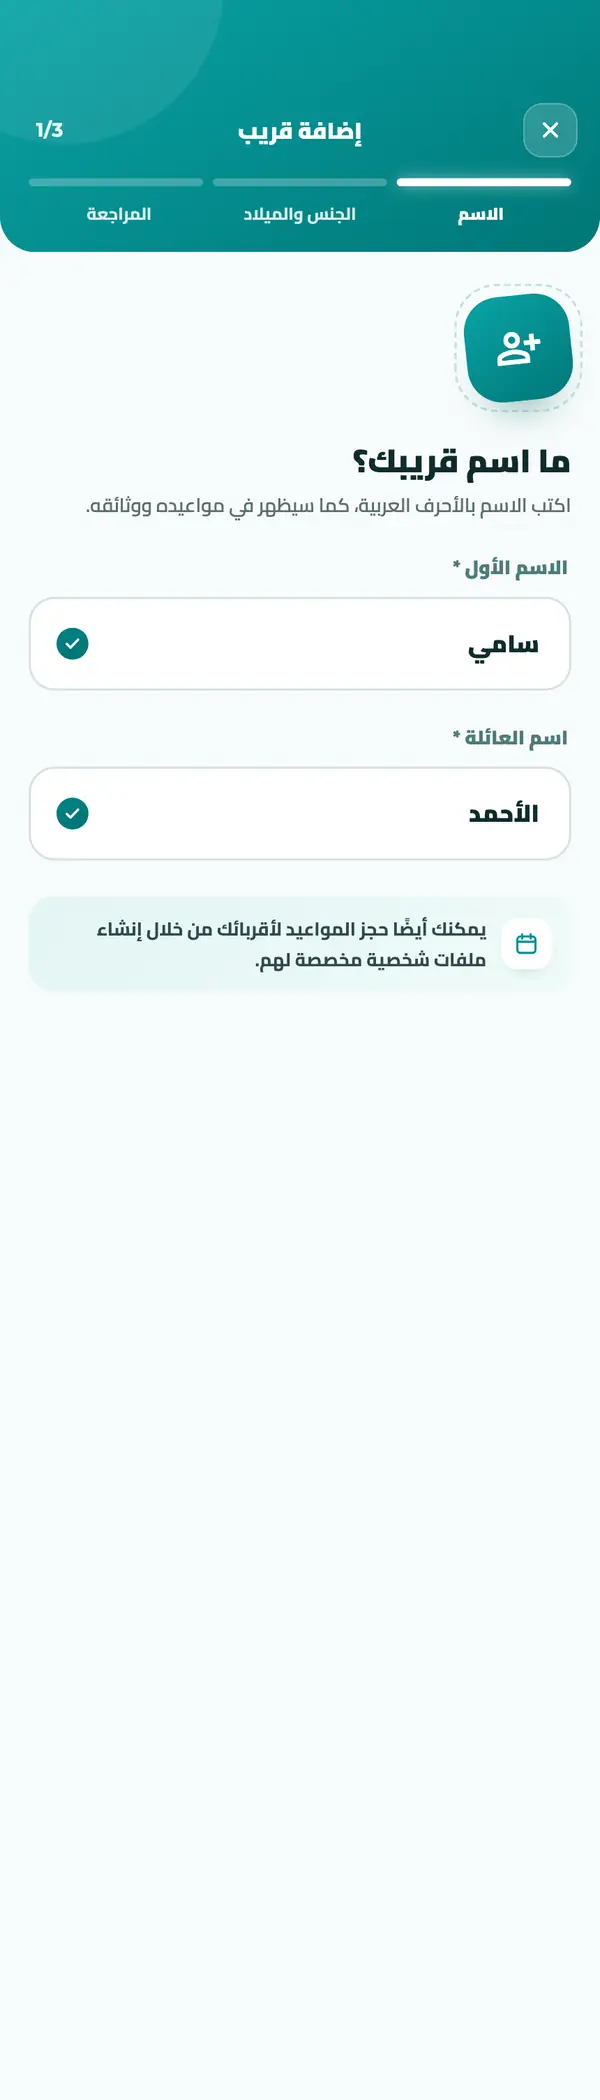 إضافة قريب
1/3
الاسم
الجنس والميلاد
المراجعة
ما اسم قريبك؟
اكتب الاسم بالأحرف العربية، كما سيظهر في مواعيده ووثائقه.
الاسم الأول *
سامي
اسم العائلة *
الأحمد
يمكنك أيضًا حجز المواعيد لأقربائك من خلال إنشاء
ملفات شخصية مخصصة لهم.